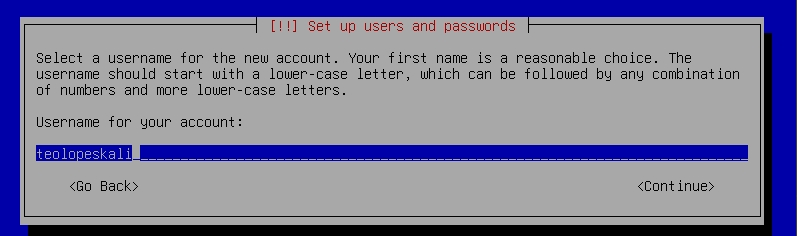 [!!] Set up users and passwords
Select a username for the new account. Your first name is a reasonable choice. The
username should start with a lower-case letter, which can be followed by any combination
of numbers and more lower-case letters.
Username for your account:
teolopeskali
<Go Back> <Continue>